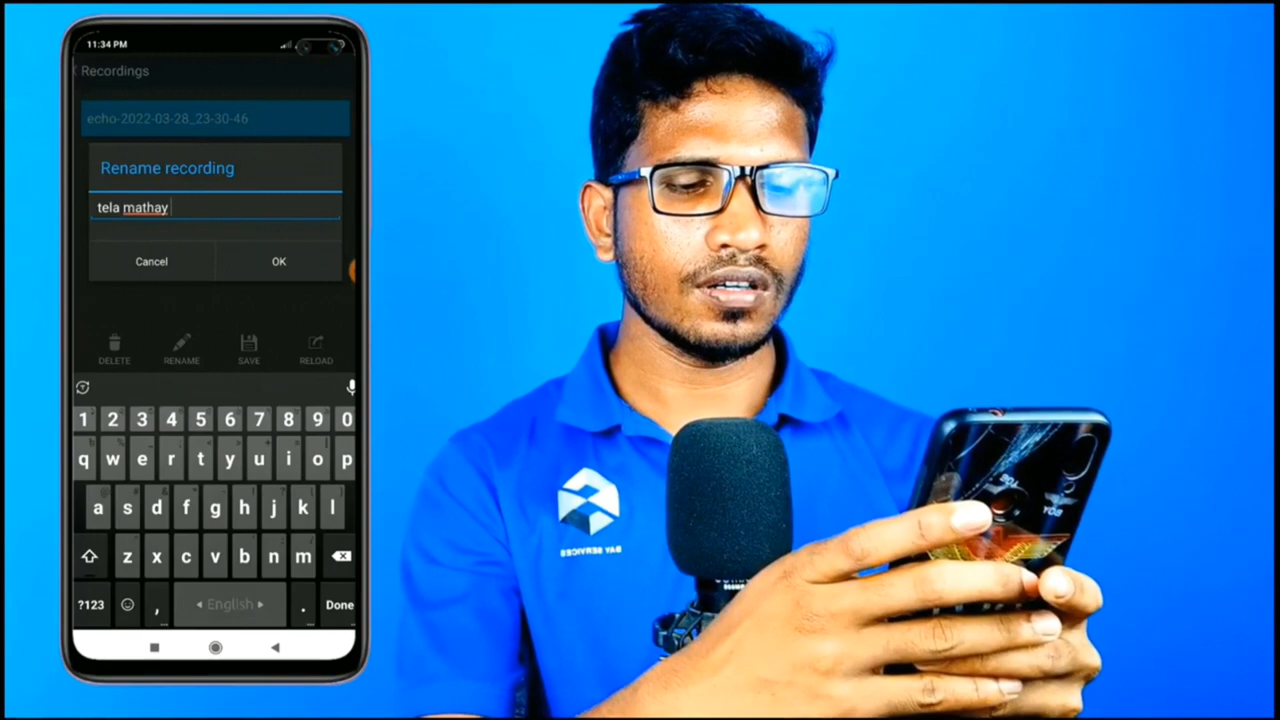 11:34 PM
Recordings
echo-2022-03-28_23-30-46
Rename recording
tela mathay
Cancel
OK
DELETE
RENAME
SAVE
RELOAD
1 2 3 4 5 6 7 8 9 0
q w e r t y u i o p
a s d f g h j k l
z x c v b n m
?123
,
English
.
Done
BAY SERVICES